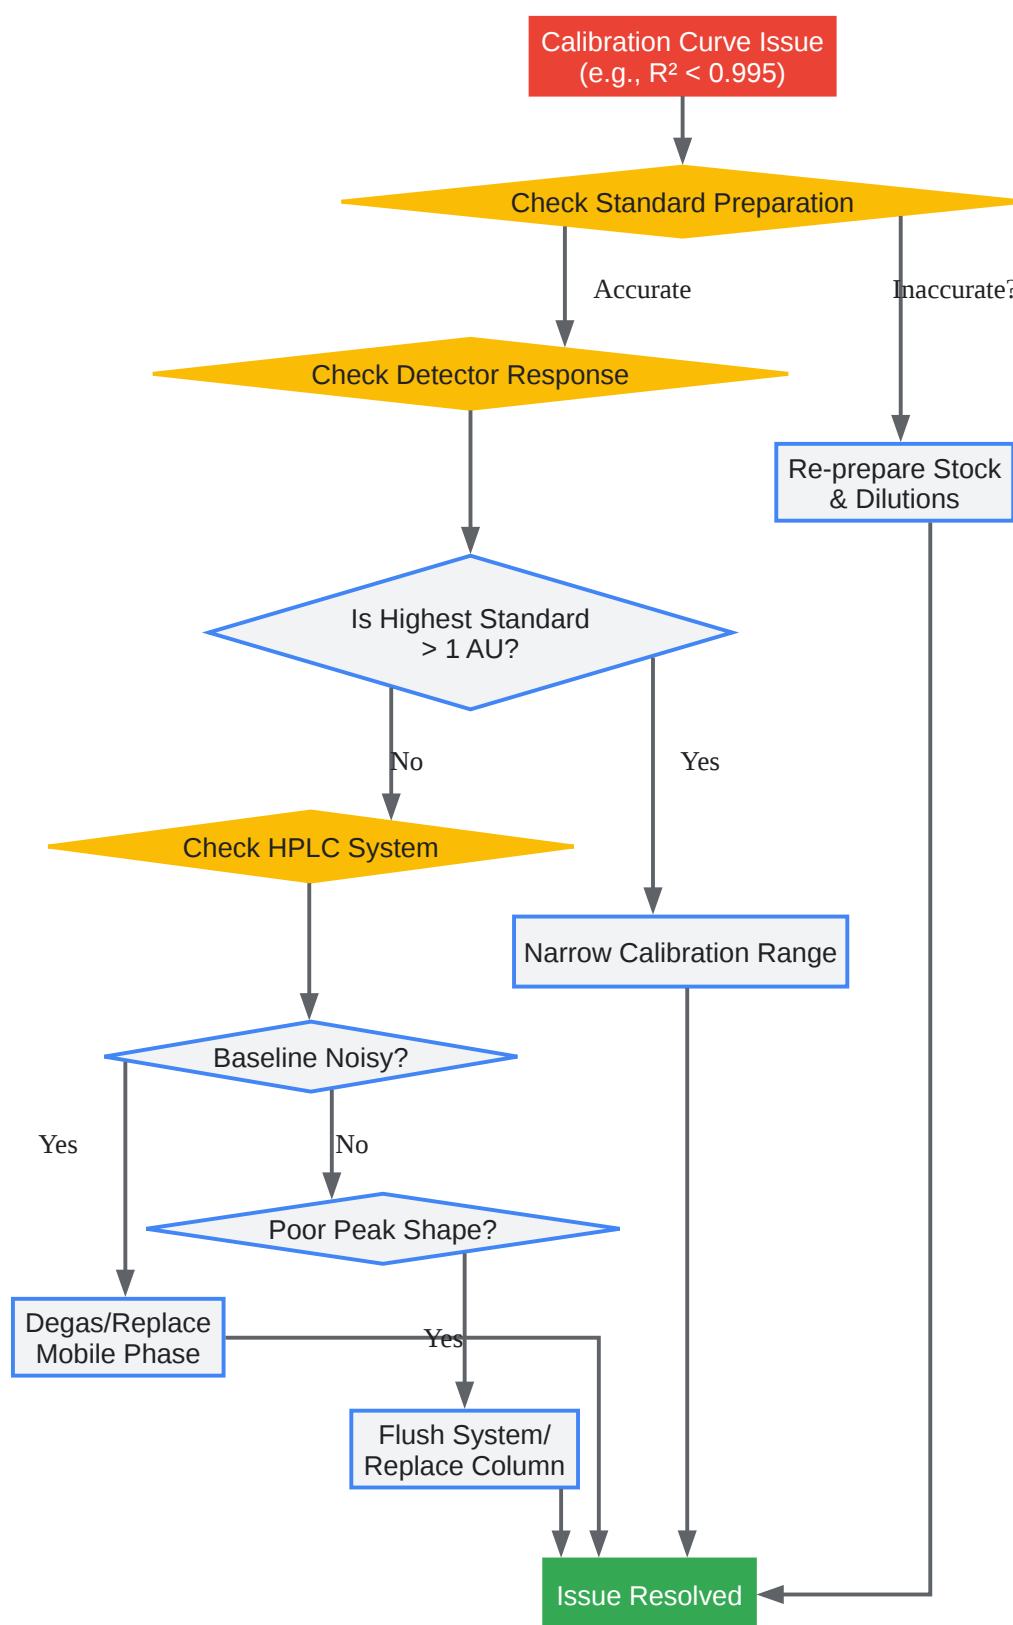 Calibration Curve Issue
(e.g., R² < 0.995)
Check Standard Preparation
Accurate
Inaccurate?
Check Detector Response
Re-prepare Stock
& Dilutions
Is Highest Standard
> 1 AU?
No
Yes
Check HPLC System
Narrow Calibration Range
Baseline Noisy?
Yes
No
Poor Peak Shape?
Degas/Replace
Mobile Phase
Yes
Flush System/
Replace Column
Issue Resolved